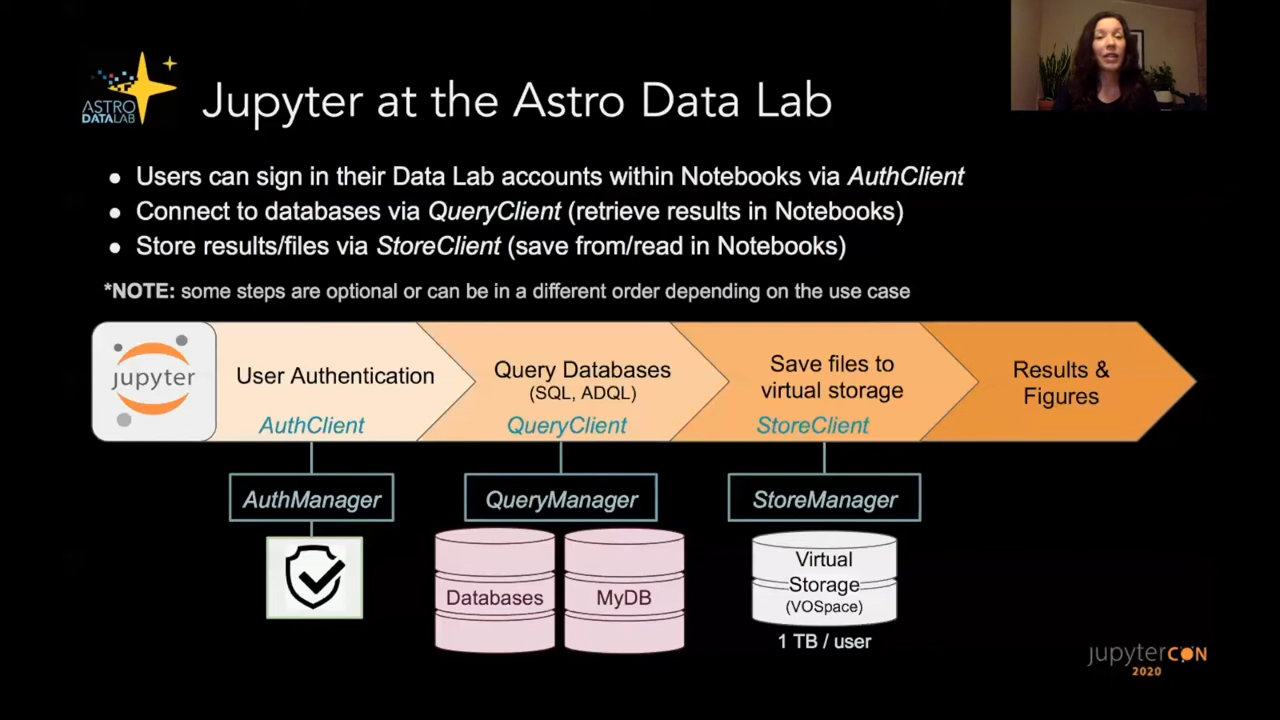 ASTRO
DATALAB
Jupyter at the Astro Data Lab
● Users can sign in their Data Lab accounts within Notebooks via AuthClient
● Connect to databases via QueryClient (retrieve results in Notebooks)
● Store results/files via StoreClient (save from/read in Notebooks)
*NOTE: some steps are optional or can be in a different order depending on the use case
jupyter
User Authentication
AuthClient
Query Databases
(SQL, ADQL)
QueryClient
Save files to
virtual storage
StoreClient
Results &
Figures
AuthManager
QueryManager
StoreManager
Databases
MyDB
Virtual
Storage
(VOSpace)
1 TB / user
jupyterCON
2020